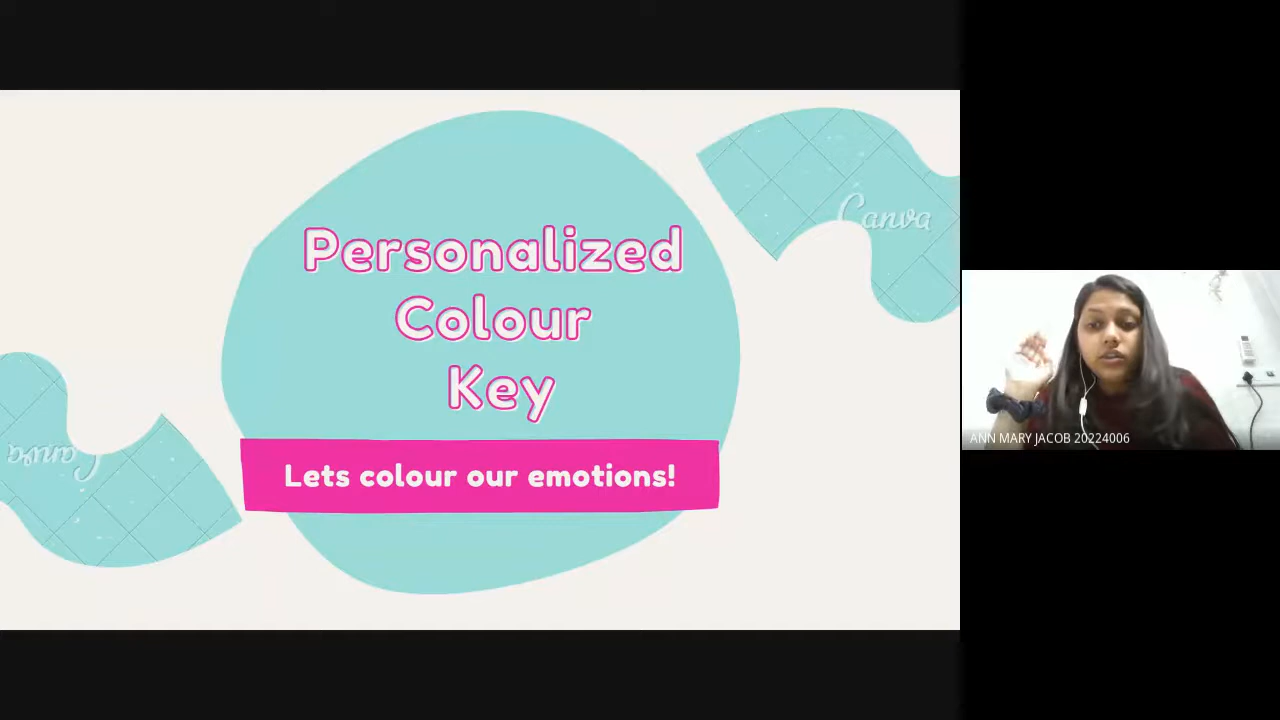 Canva
Personalized
Colour
Key
Lets colour our emotions!
Canva
ANN MARY JACOB 20224006